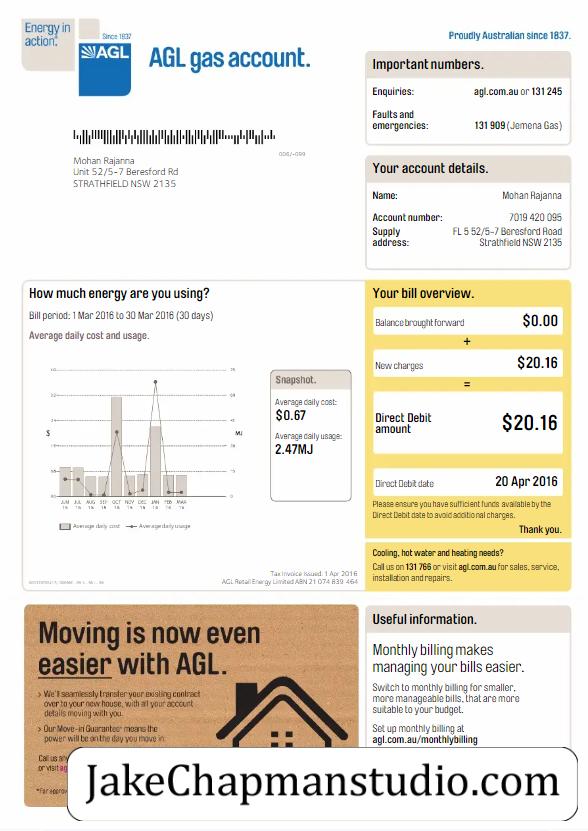 Energy in
action.
Since 1837
AGL
AGL gas account.
Proudly Australian since 1837.
Important numbers.
Enquiries: agl.com.au or 131 245
Faults and
emergencies: 131 909 (Jemena Gas)
006/-099
Mohan Rajanna
Unit 52/5-7 Beresford Rd
STRATHFIELD NSW 2135
Your account details.
Name: Mohan Rajanna
Account number: 7019 420 095
Supply
address: FL 5 52/5-7 Beresford Road
Strathfield NSW 2135
How much energy are you using?
Bill period: 1 Mar 2016 to 30 Mar 2016 (30 days)
Average daily cost and usage.
$
MJ
JUN JUL AUG SEP OCT NOV DEC JAN FEB MAR
Average daily cost Average daily usage
Snapshot.
Average daily cost:
$0.67
Average daily usage:
2.47MJ
Tax Invoice Issued: 1 Apr 2016
AGL Retail Energy Limited ABN 21 074 839 464
Your bill overview.
Balance brought forward $0.00
+
New charges $20.16
=
Direct Debit
amount $20.16
Direct Debit date 20 Apr 2016
Please ensure you have sufficient funds available by the
Direct Debit date to avoid additional charges.
Thank you.
Cooling, hot water and heating needs?
Call us on 131 766 or visit agl.com.au for sales, service,
installation and repairs.
Moving is now even
easier with AGL.
> We'll seamlessly transfer your existing contract
over to your new house, with all your account
details moving with you.
> Our Move-in Guarantee* means the
power will be on the day you move in.
Call us
or visit
*For
Useful information.
Monthly billing makes
managing your bills easier.
Switch to monthly billing for smaller,
more manageable bills, that are more
suitable to your budget.
Set up monthly billing at
agl.com.au/monthlybilling
JakeChapmanstudio.com